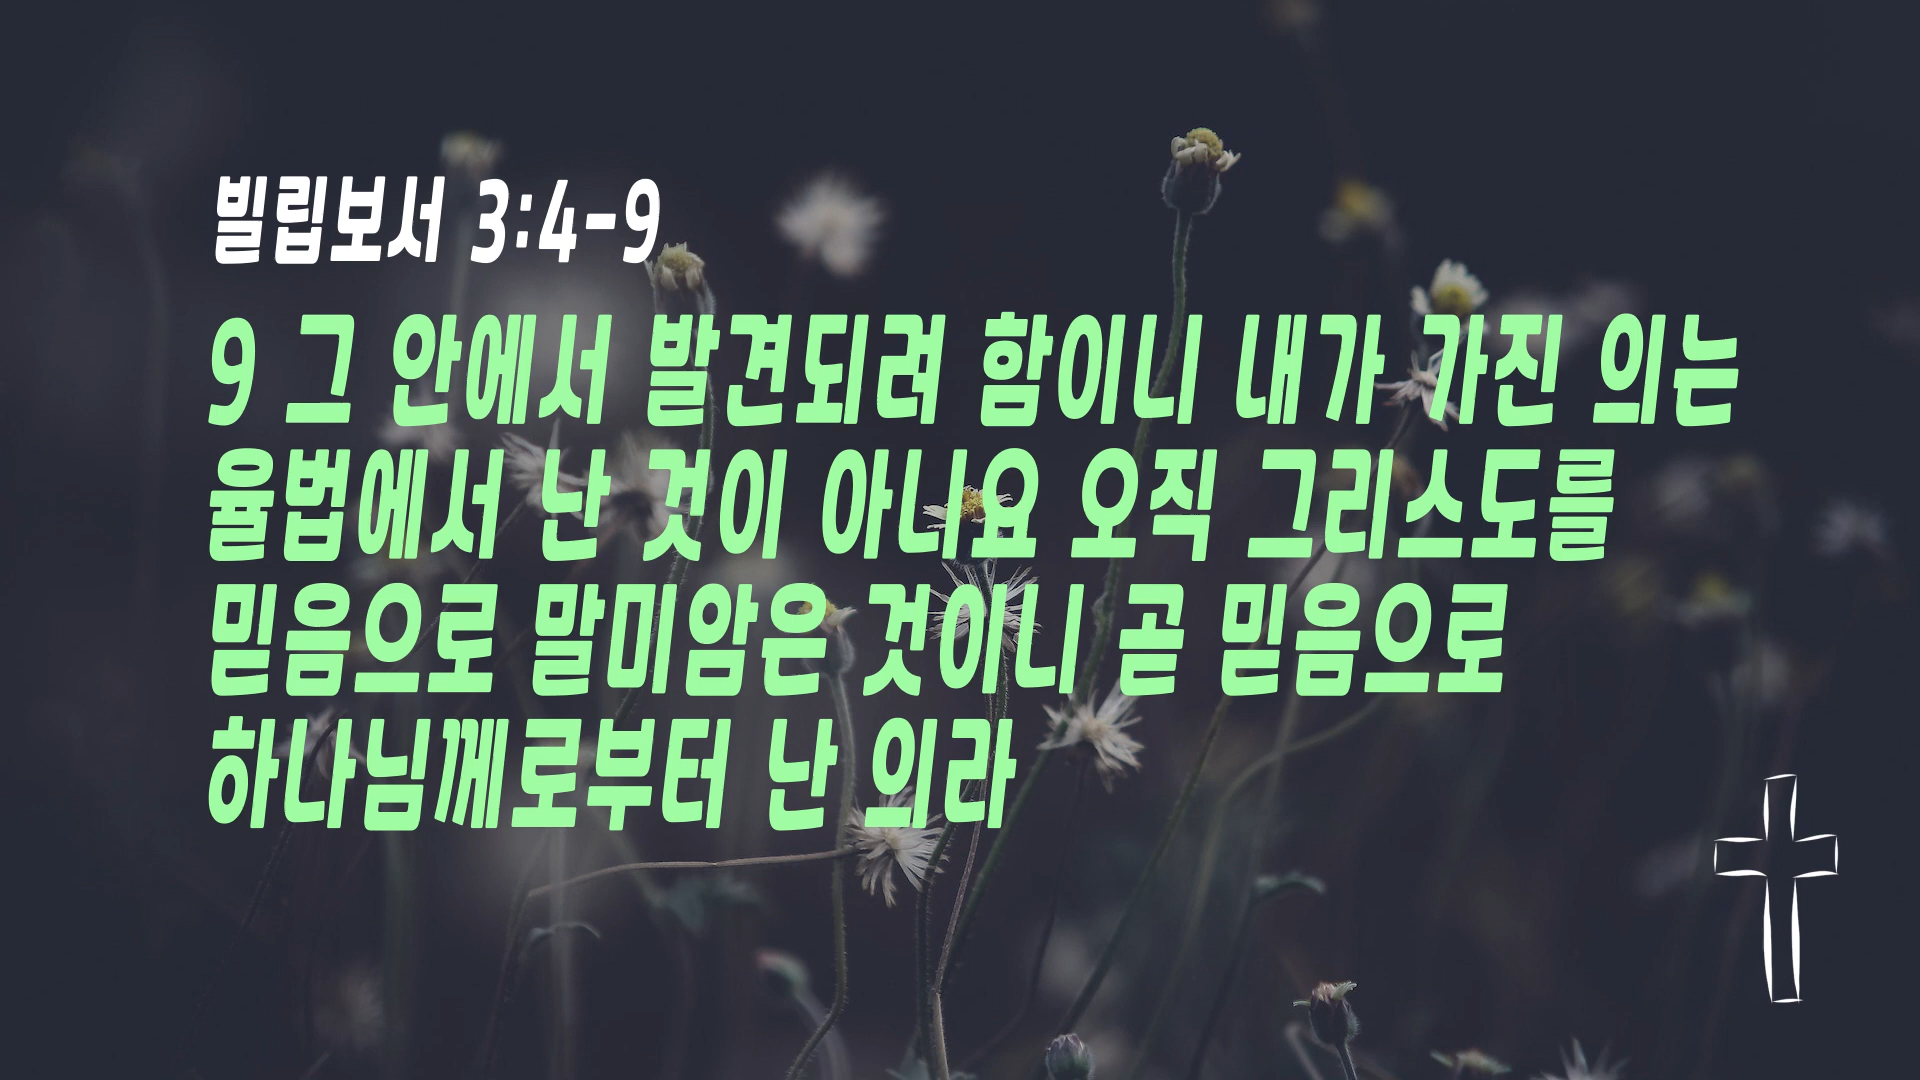 빌립보서 3:4-9
9 그 안에서 발견되려 함이니 내가 가진 의는
율법에서 난 것이 아니요 오직 그리스도를
믿음으로 말미암은 것이니 곧 믿음으로
하나님께로부터 난 의라